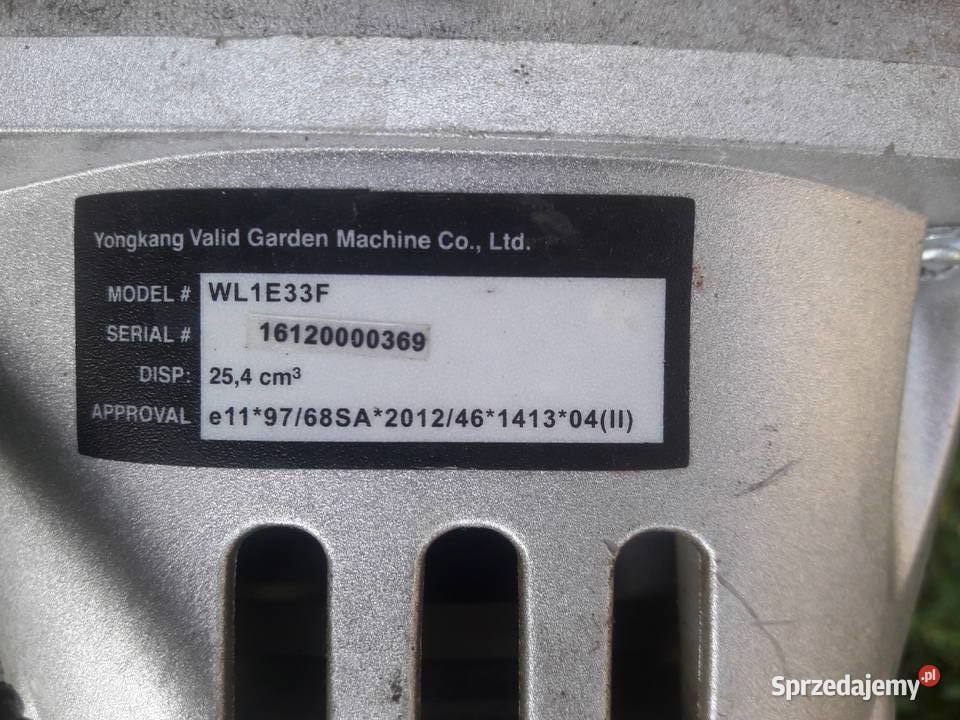 Yongkang Valid Garden Machine Co., Ltd.
MODEL # WL1E33F
SERIAL # 16120000369
DISP: 25,4 cm³
APPROVAL e11*97/68SA*2012/46*1413*04(II)
Sprzedajemy.pl